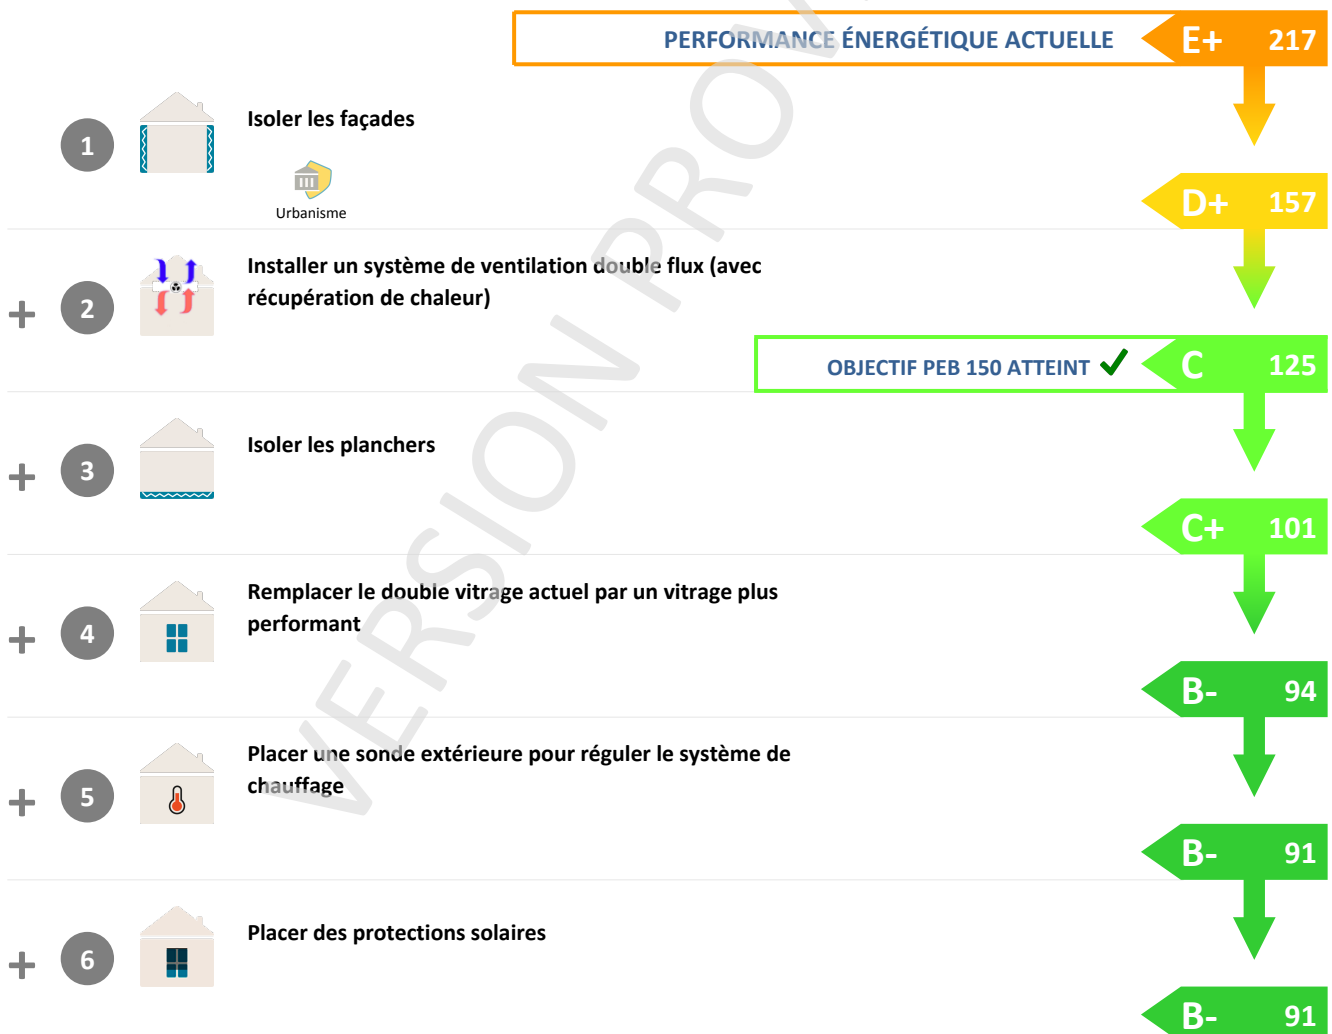 PERFORMANCE ÉNERGÉTIQUE ACTUELLE E+ 217
1 Isoler les façades
Urbanisme
D+ 157
+ 2 Installer un système de ventilation double flux (avec
récupération de chaleur)
OBJECTIF PEB 150 ATTEINT ✓ C 125
+ 3 Isoler les planchers
C+ 101
+ 4 Remplacer le double vitrage actuel par un vitrage plus
performant
B- 94
+ 5 Placer une sonde extérieure pour réguler le système de
chauffage
B- 91
+ 6 Placer des protections solaires
B- 91
VERSION PROV